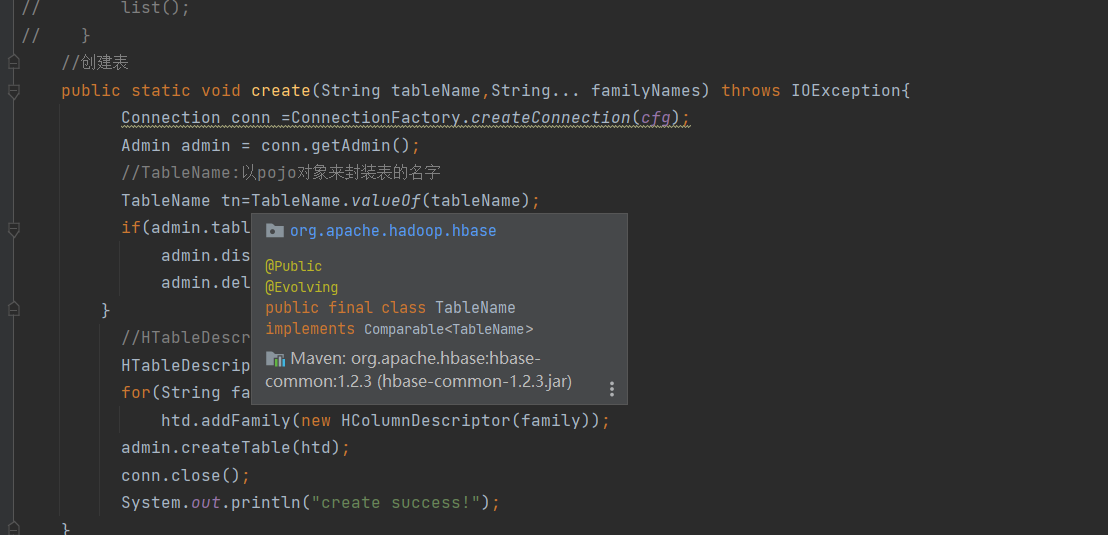 //        list();
//    }
//创建表
public static void create(String tableName,String... familyNames) throws IOException{
Connection conn =ConnectionFactory.createConnection(cfg);
Admin admin = conn.getAdmin();
//TableName:以pojo对象来封装表的名字
TableName tn=TableName.valueOf(tableName);
if(admin.tabl
admin.dis
admin.del
}
//HTableDescr
HTableDescrip
for(String fa
org.apache.hadoop.hbase
@Public
@Evolving
public final class TableName
implements Comparable<TableName>
Maven: org.apache.hbase:hbase-
common:1.2.3 (hbase-common-1.2.3.jar)
htd.addFamily(new HColumnDescriptor(family));
admin.createTable(htd);
conn.close();
System.out.println("create success!");
}